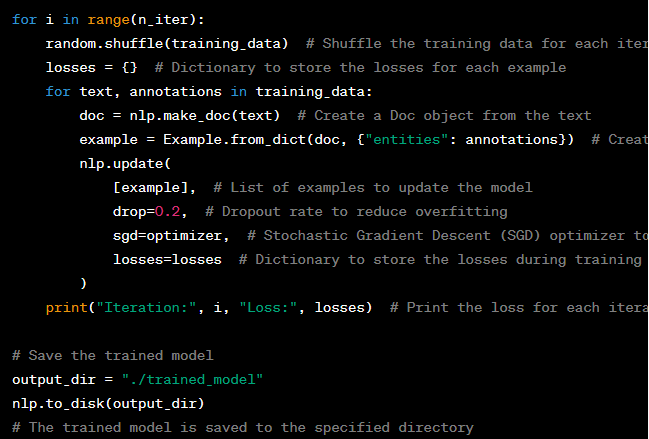 for i in range(n_iter):
    random.shuffle(training_data)  # Shuffle the training data for each
    losses = {}  # Dictionary to store the losses for each example
    for text, annotations in training_data:
        doc = nlp.make_doc(text)  # Create a Doc object from the text
        example = Example.from_dict(doc, {"entities": annotations})  #
        nlp.update(
            [example],  # List of examples to update the model
            drop=0.2,  # Dropout rate to reduce overfitting
            sgd=optimizer,  # Stochastic Gradient Descent (SGD) optimizer to
            losses=losses  # Dictionary to store the losses during training
        )
    print("Iteration:", i, "Loss:", losses)  # Print the loss for each

# Save the trained model
output_dir = "./trained_model"
nlp.to_disk(output_dir)
# The trained model is saved to the specified directory